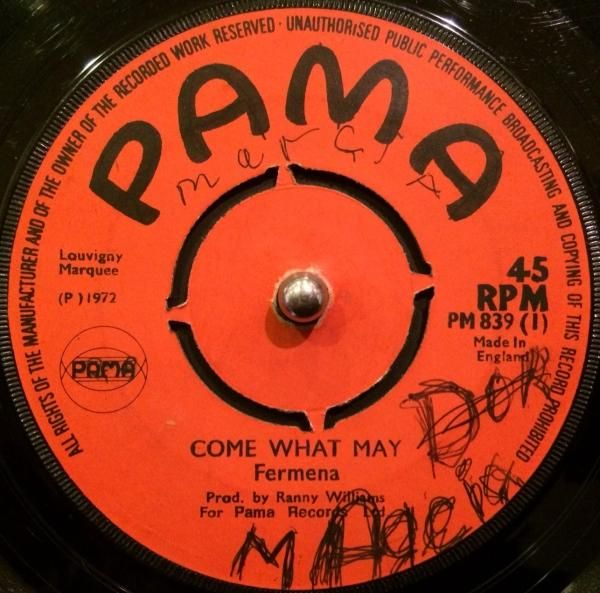 ALL RIGHTS OF THE MANUFACTURER AND OF THE OWNER OF THE RECORDED WORK RESERVED · UNAUTHORISED PUBLIC PERFORMANCE BROADCASTING AND COPYING OF THIS RECORD PROHIBITED
PAMA
Louvigny
Marquee
(P) 1972
45
RPM
PM 839 (1)
Made In
England
PAMA
COME WHAT MAY
Fermena
Prod. by Ranny Williams
For Pama Records Ltd.